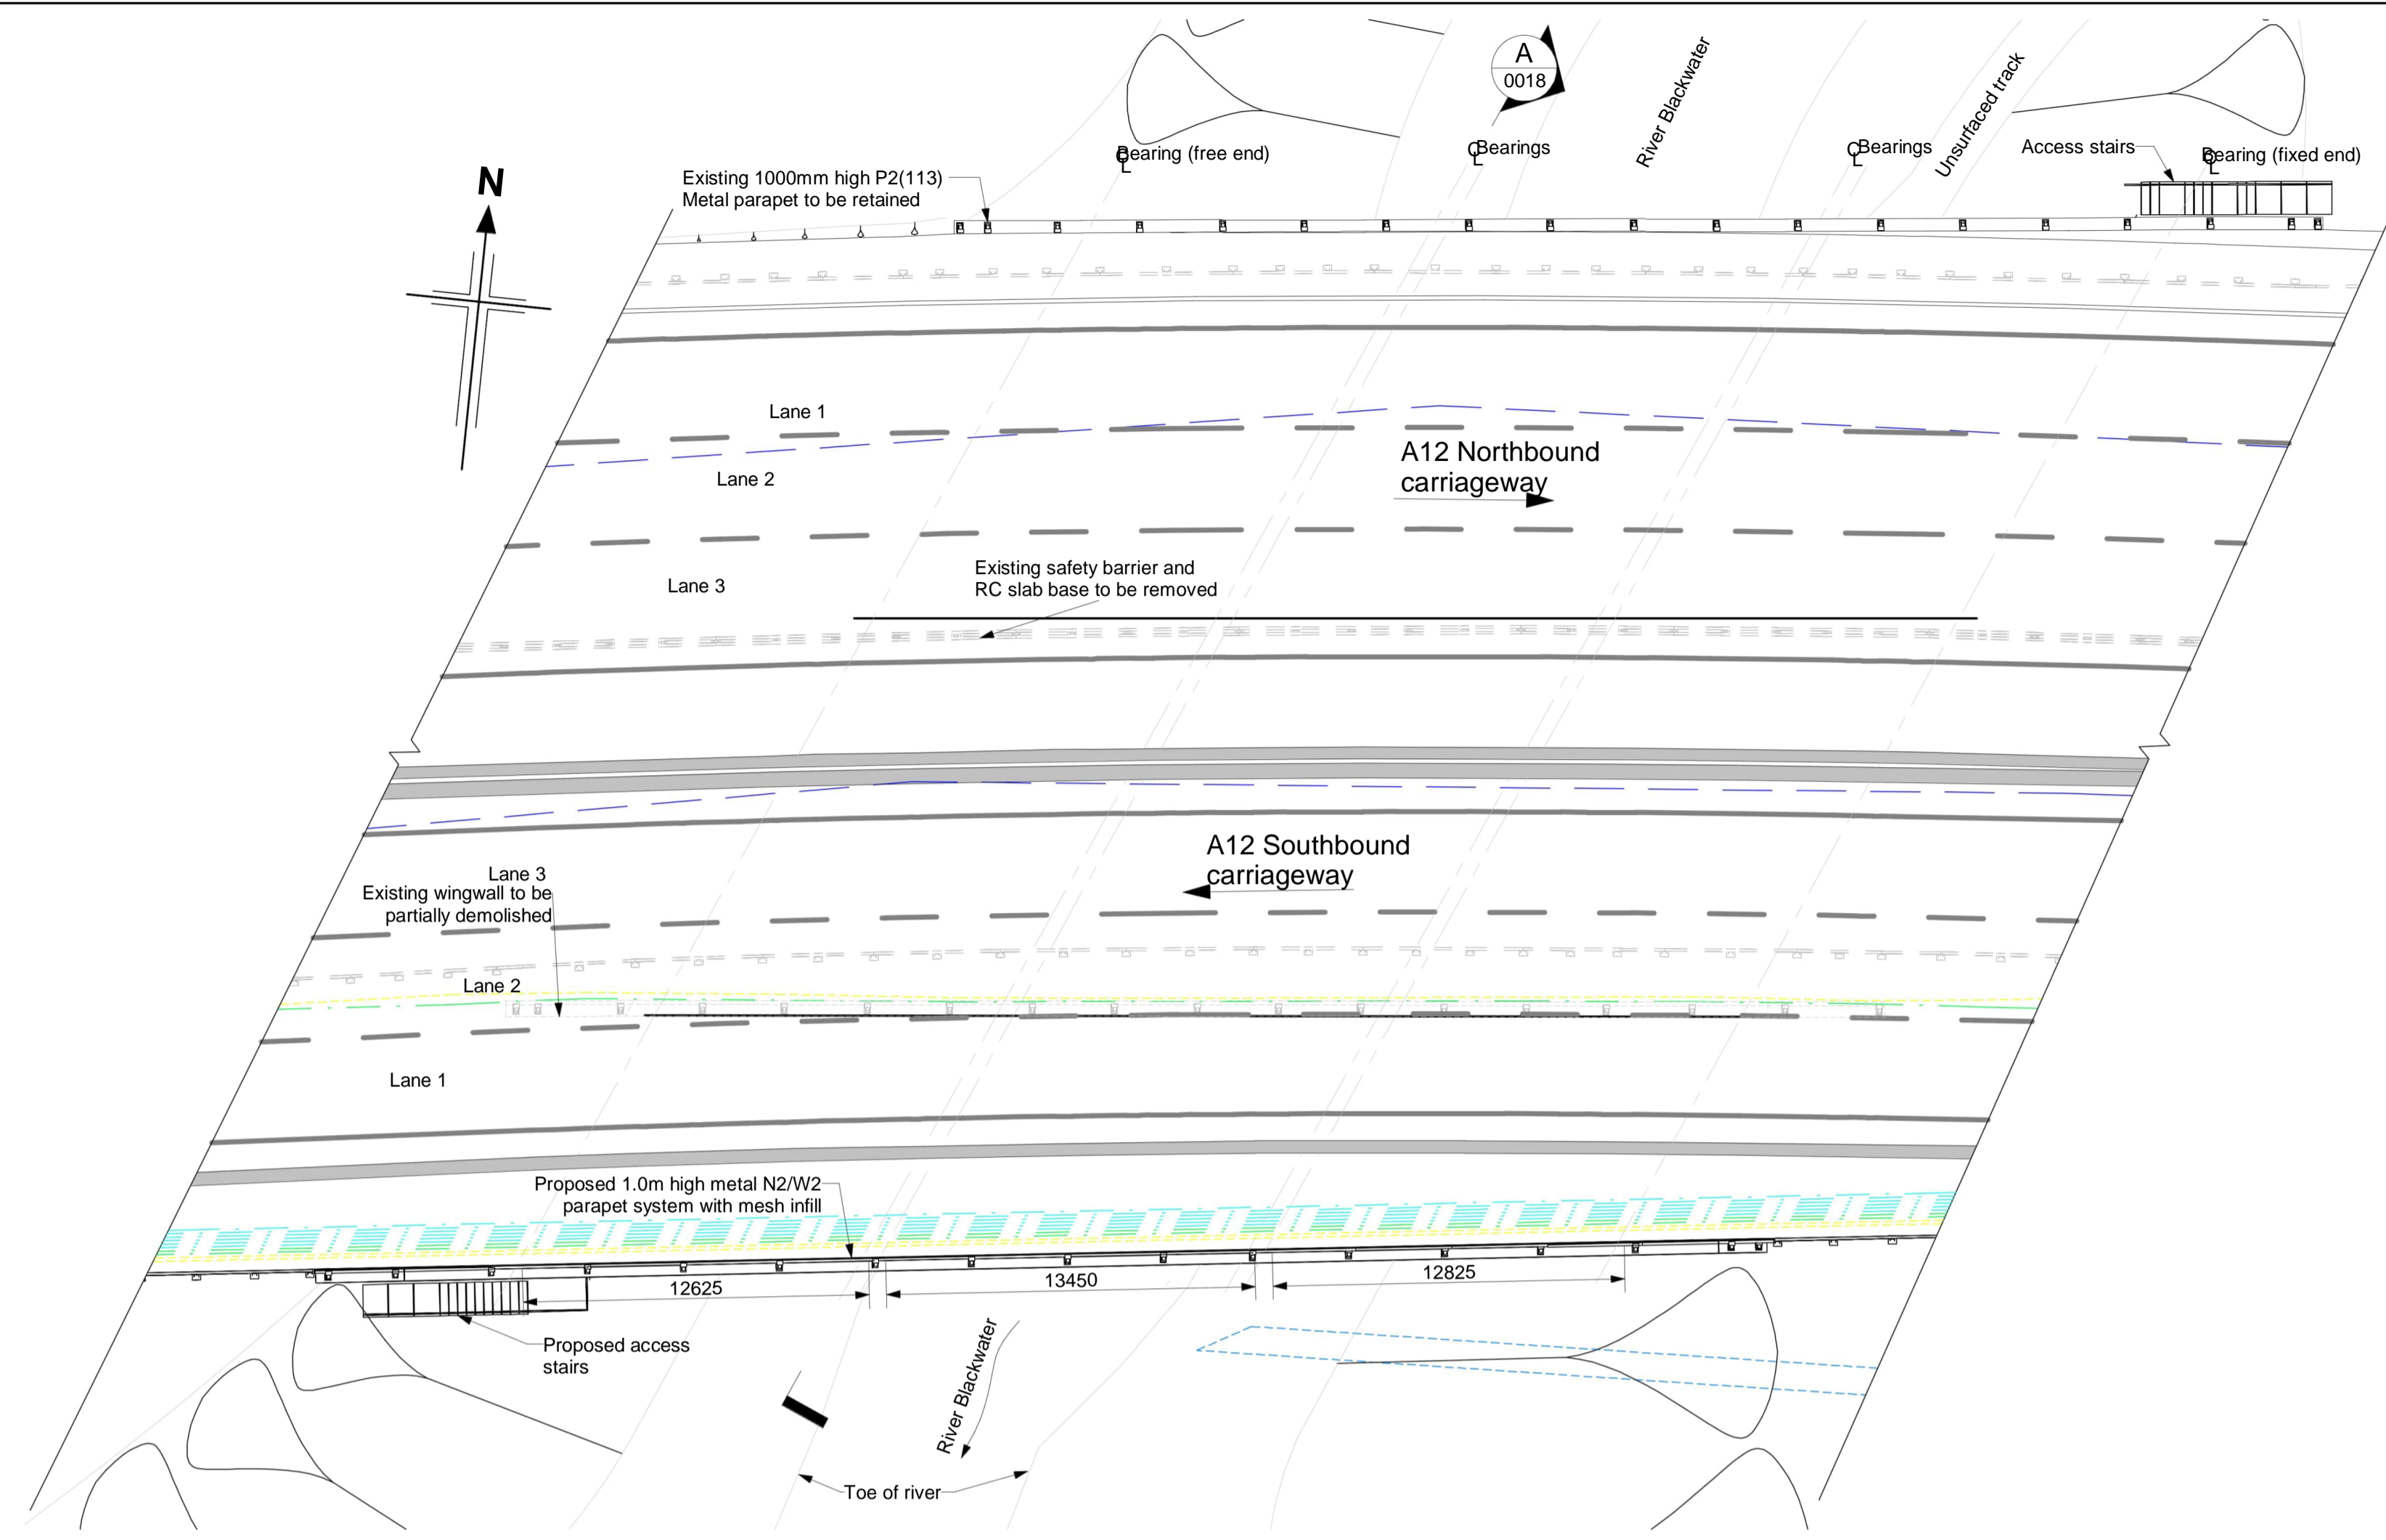 A
0018
River Blackwater
Unsurfaced track
Bearing (free end)
Bearings
Bearings
Access stairs
Bearing (fixed end)
Existing 1000mm high P2(113)
Metal parapet to be retained
N
Lane 1
A12 Northbound
carriageway
Lane 2
Existing safety barrier and
RC slab base to be removed
Lane 3
A12 Southbound
carriageway
Lane 3
Existing wingwall to be
partially demolished
Lane 2
Lane 1
Proposed 1.0m high metal N2/W2
parapet system with mesh infill
12625
13450
12825
Proposed access
stairs
River Blackwater
Toe of river